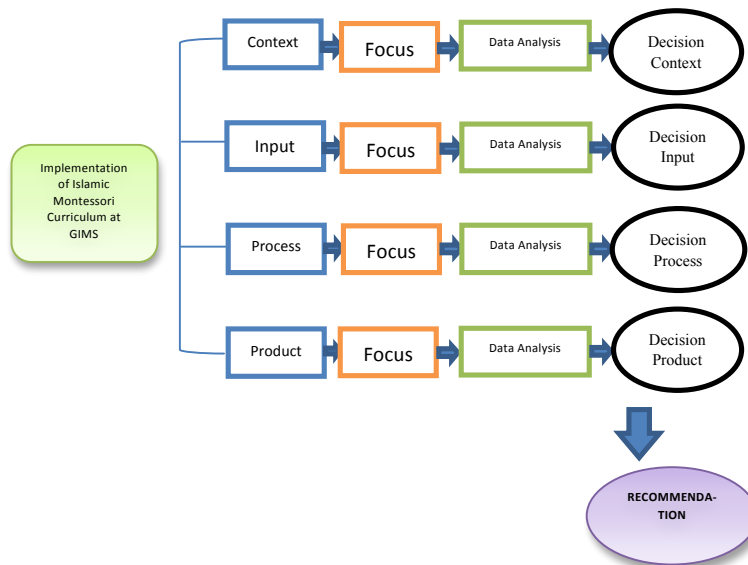 Context
Focus
Data Analysis
Decision
Context
Input
Focus
Data Analysis
Decision
Input
Implementation
of Islamic
Montessori
Curriculum at
GIMS
Process
Focus
Data Analysis
Decision
Process
Product
Focus
Data Analysis
Decision
Product
RECOMMENDA-
TION